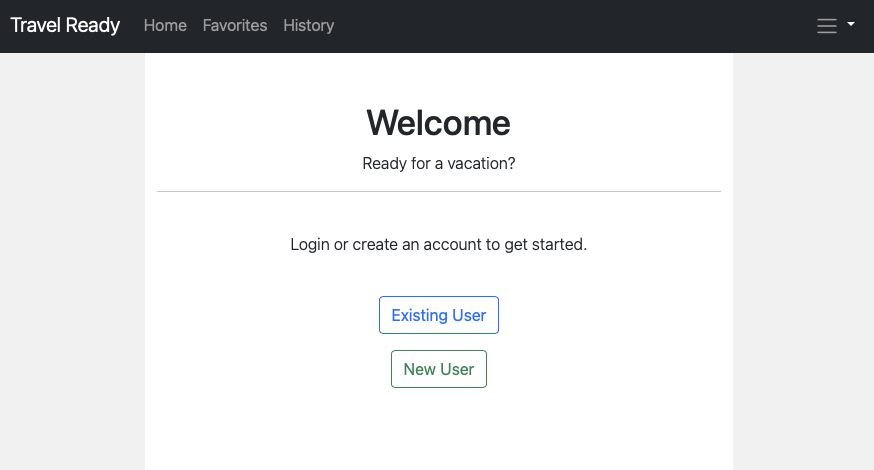 Travel Ready Home Favorites History
Welcome
Ready for a vacation?
Login or create an account to get started.
Existing User
New User